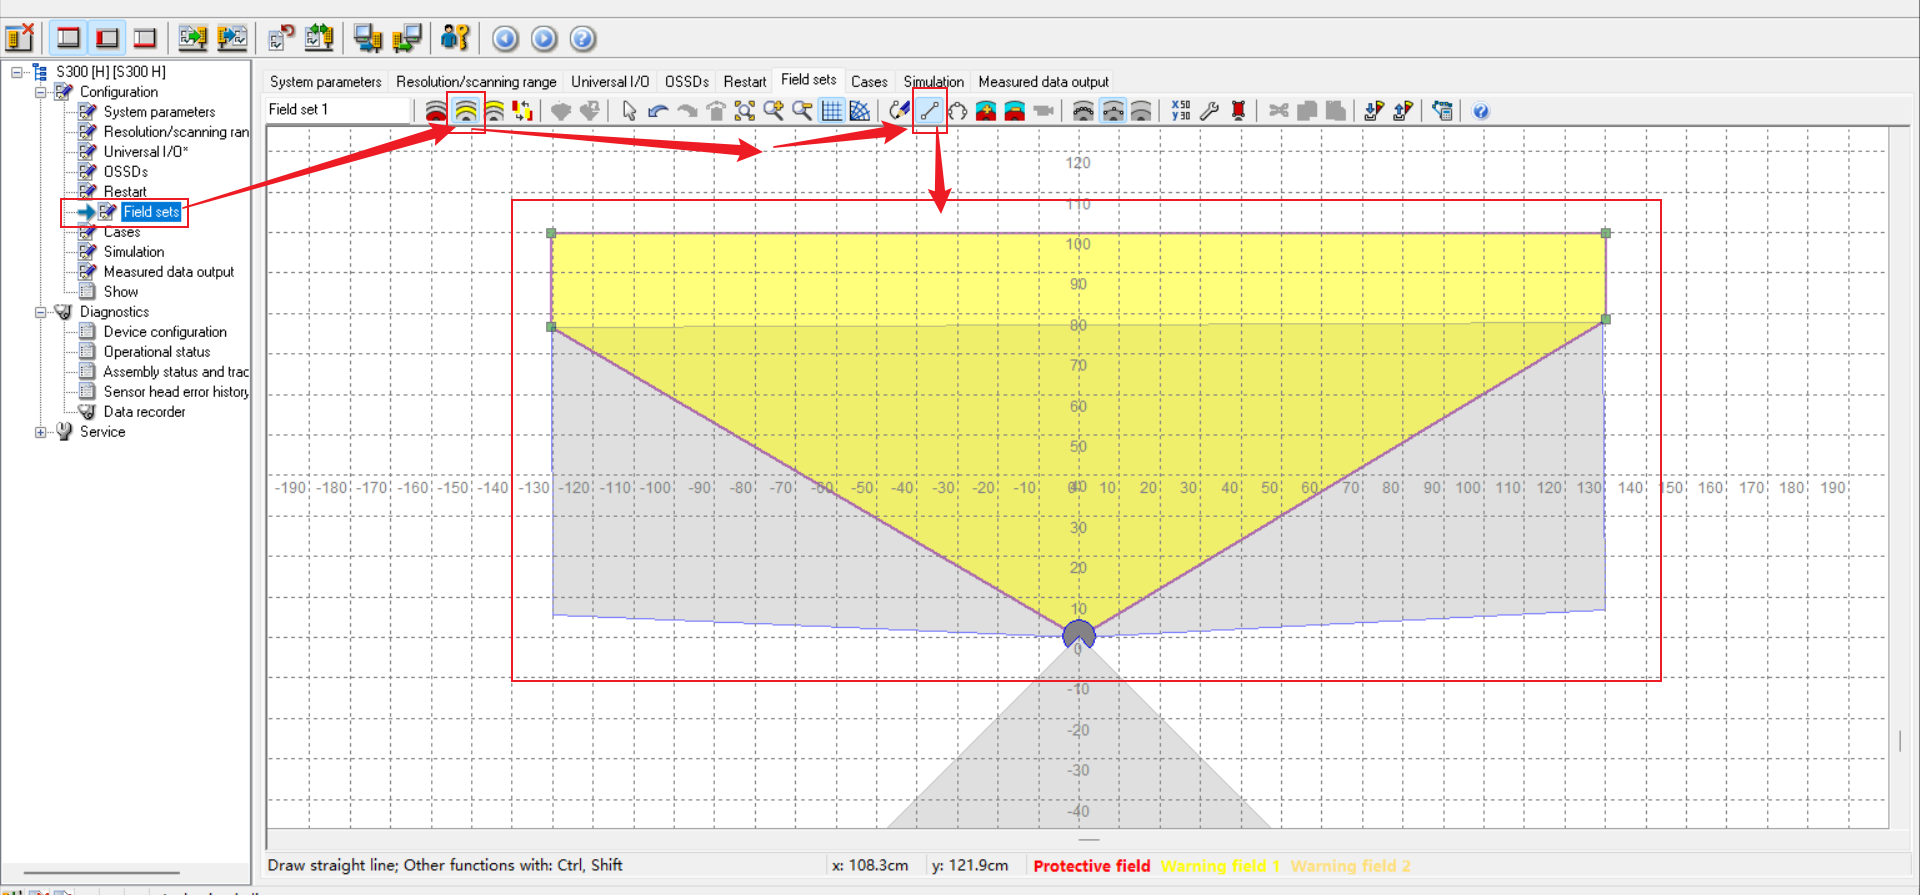 S300 [H] [S300 H]
Configuration
System parameters
Resolution/scanning ran
Universal I/O*
OSSDs
Restart
Field sets
Cases
Simulation
Measured data output
Show
Diagnostics
Device configuration
Operational status
Assembly status and trac
Sensor head error history
Data recorder
Service
System parameters Resolution/scanning range Universal I/O OSSDs Restart Field sets Cases Simulation Measured data output
Field set 1
X 50
y 30
120
110
100
90
80
70
60
50
-190 -180 -170 -160 -150 -140 -130 -120 -110 -100 -90 -80 -70 -60 -50 -40 -30 -20 -10 0 40 10 20 30 40 50 60 70 80 90 100 110 120 130 140 150 160 170 180 190
30
20
10
0
-10
-20
-30
-40
Draw straight line; Other functions with: Ctrl, Shift x: 108.3cm y: 121.9cm Protective field Warning field 1 Warning field 2